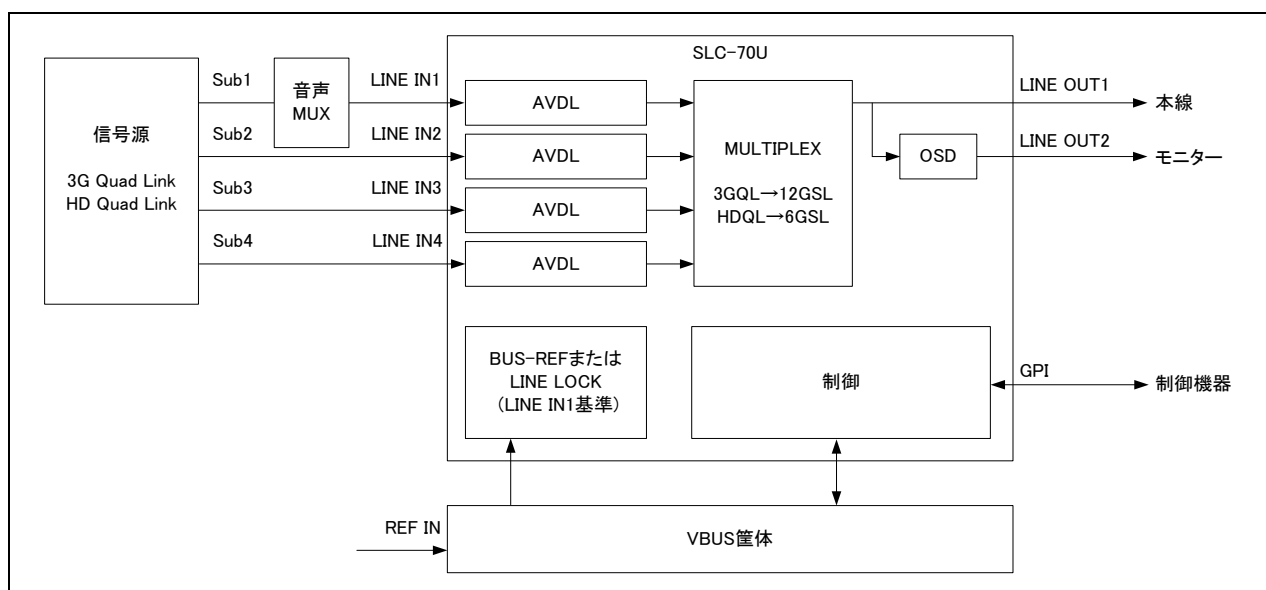 SLC-70U
信号源
3G Quad Link
HD Quad Link
Sub1
音声
MUX
LINE IN1
AVDL
Sub2
LINE IN2
AVDL
Sub3
LINE IN3
AVDL
Sub4
LINE IN4
AVDL
MULTIPLEX
3GQL→12GSL
HDQL→6GSL
LINE OUT1
本線
OSD
LINE OUT2
モニター
BUS-REFまたは
LINE LOCK
(LINE IN1基準)
制御
GPI
制御機器
REF IN
VBUS筐体